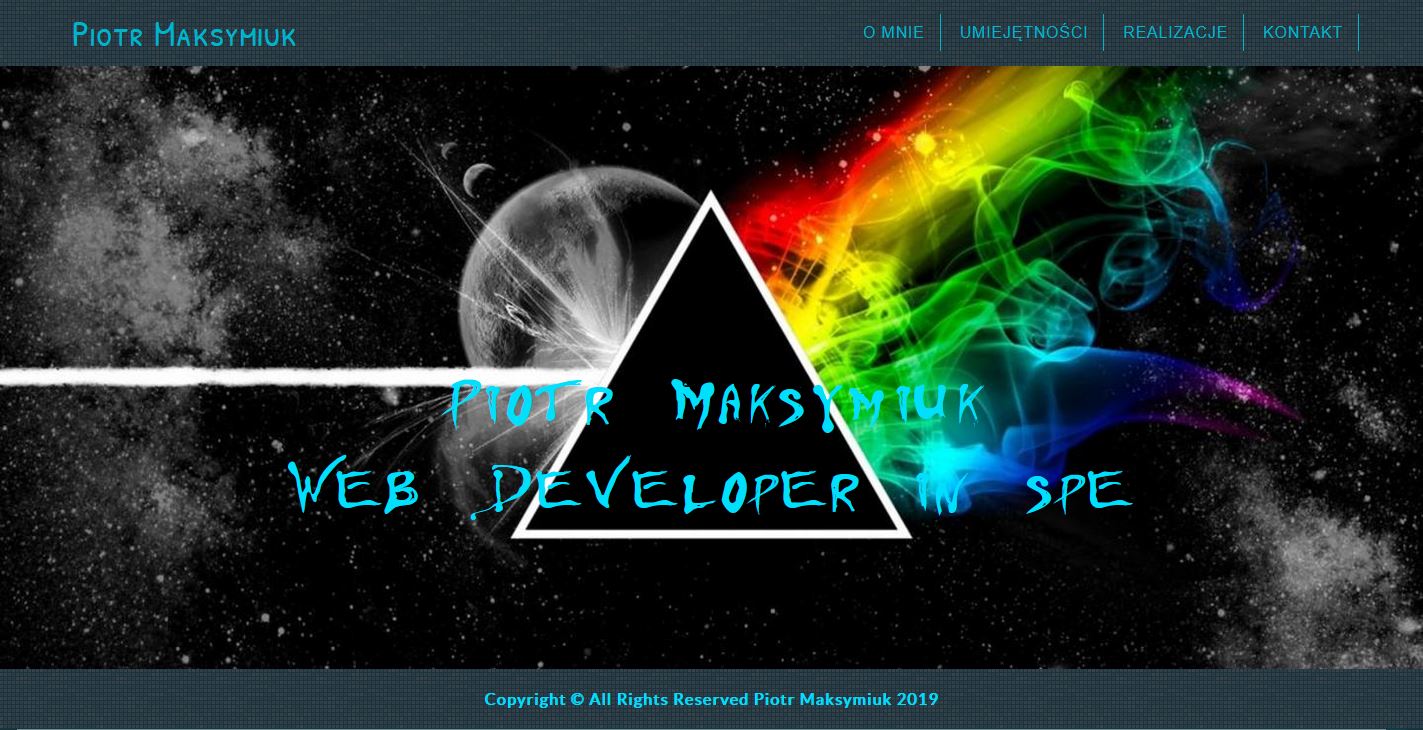 Piotr Maksymiuk
O MNIE
UMIEJĘTNOŚCI
REALIZACJE
KONTAKT
Piotr Maksymiuk
Web Developer in spe
Copyright © All Rights Reserved Piotr Maksymiuk 2019